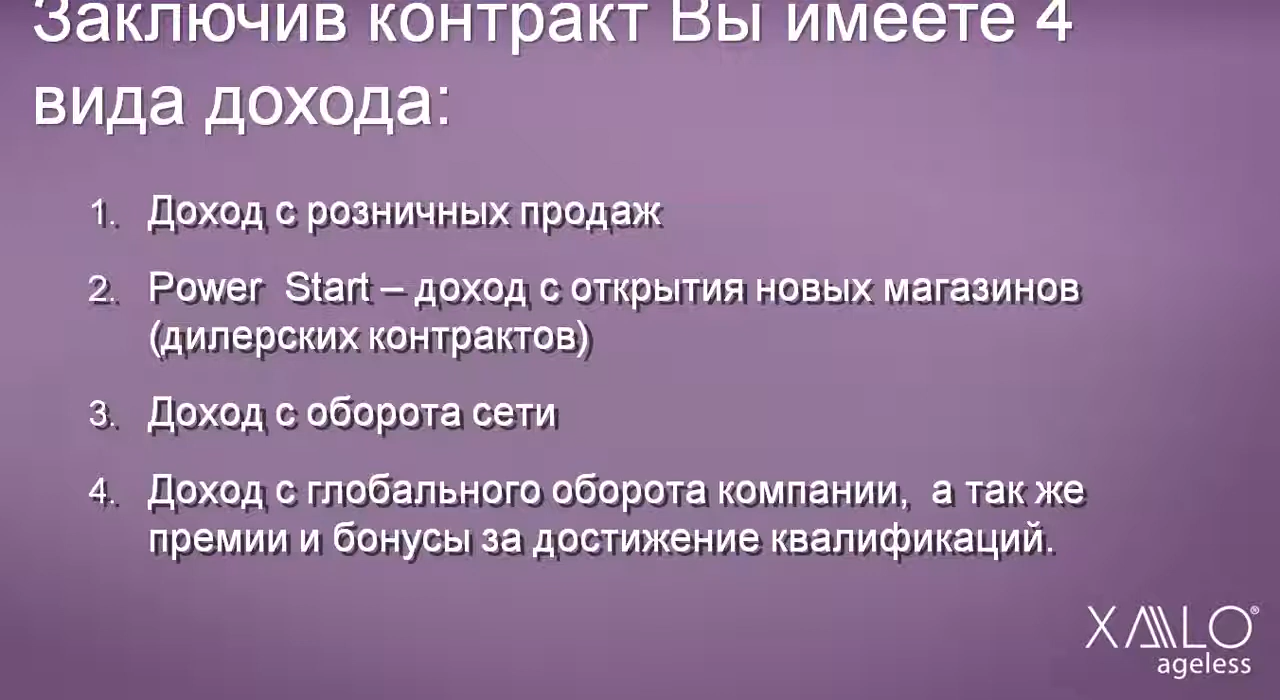 Заключив контракт Вы имеете 4
вида дохода:
1. Доход с розничных продаж
2. Power Start – доход с открытия новых магазинов
(дилерских контрактов)
3. Доход с оборота сети
4. Доход с глобального оборота компании, а так же
премии и бонусы за достижение квалификаций.
XALLO®
ageless